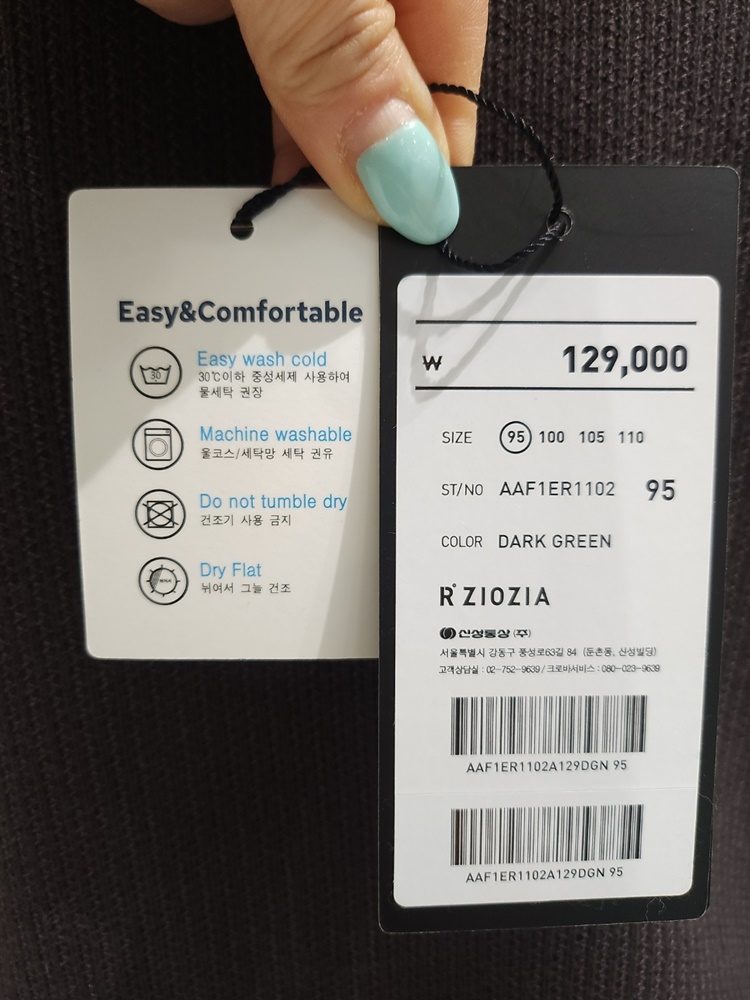 Easy&Comfortable
30
Easy wash cold
30℃이하 중성세제 사용하여
물세탁 권장
Machine washable
울코스/세탁망 세탁 권유
Do not tumble dry
건조기 사용 금지
Dry Flat
뉘여서 그늘 건조
₩ 129,000
SIZE 95 100 105 110
ST/NO AAF1ER1102 95
COLOR DARK GREEN
R° ZIOZIA
신성통상(주)
서울특별시 강동구 풍성로63길 84 (둔촌동, 신성빌딩)
고객상담실 : 02-752-9639 / 크로바서비스 : 080-023-9639
AAF1ER1102A129DGN 95
AAF1ER1102A129DGN 95